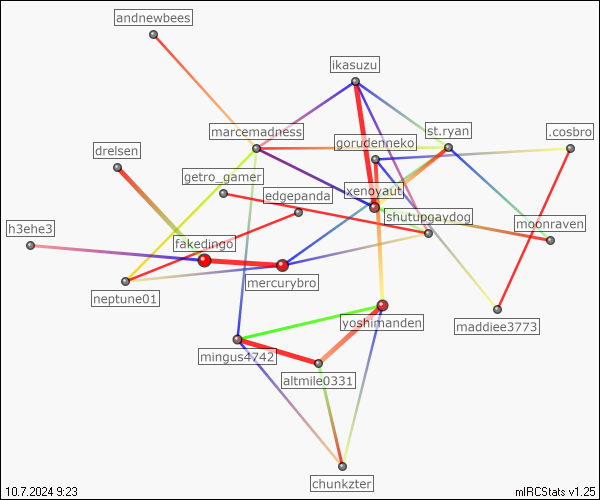 andnewbees
ikasuzu
marcemadness
st.ryan
.cosbro
gorudenneko
drelsen
getro_gamer
xenoyaut
edgepanda
shutupgaydog
moonraven
h3ehe3
fakedingo
mercurybro
neptune01
yoshimanden
maddiee3773
mingus4742
altmile0331
chunkzter
10.7.2024 9:23
mIRCStats v1.25